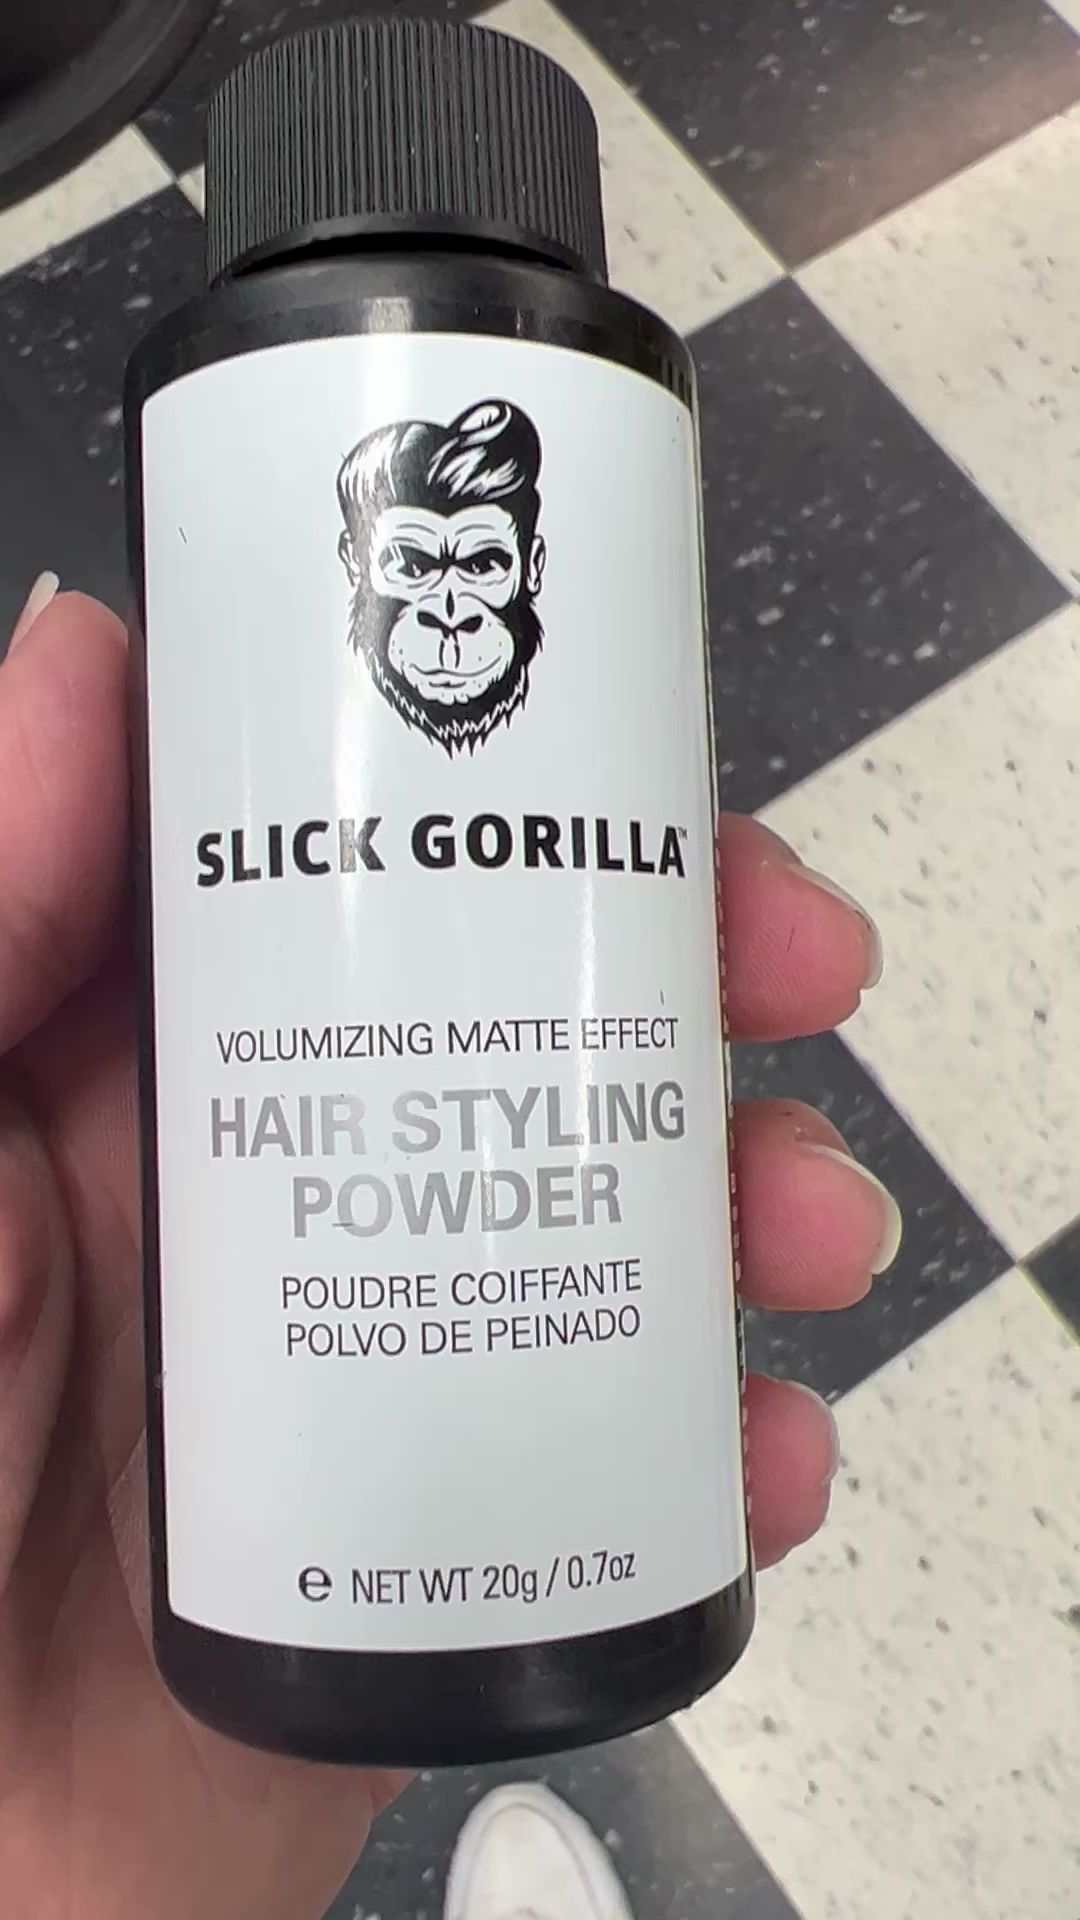 SLICK GORILLA™
VOLUMIZING MATTE EFFECT
HAIR STYLING
POWDER
POUDRE COIFFANTE
POLVO DE PEINADO
℮ NET WT 20g / 0.7oz